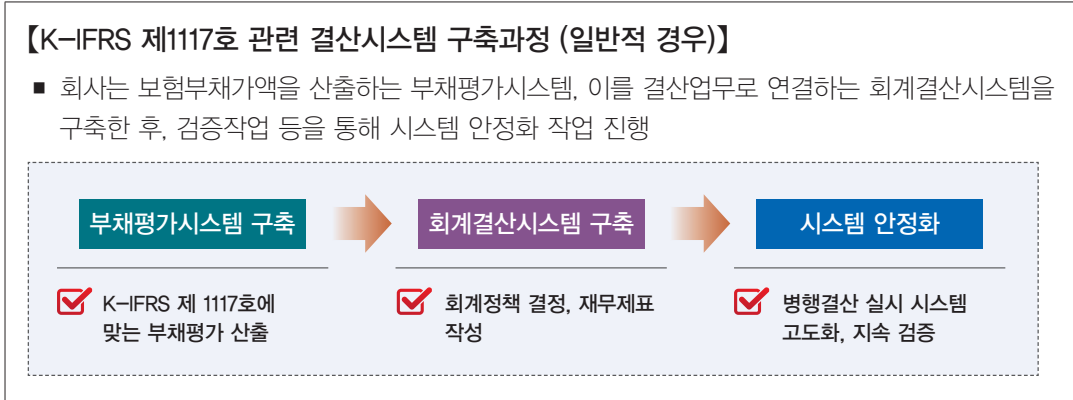 【K-IFRS 제1117호 관련 결산시스템 구축과정 (일반적 경우)】
■ 회사는 보험부채가액을 산출하는 부채평가시스템, 이를 결산업무로 연결하는 회계결산시스템을
구축한 후, 검증작업 등을 통해 시스템 안정화 작업 진행
부채평가시스템 구축
회계결산시스템 구축
시스템 안정화
K-IFRS 제 1117호에
맞는 부채평가 산출
회계정책 결정, 재무제표
작성
병행결산 실시 시스템
고도화, 지속 검증